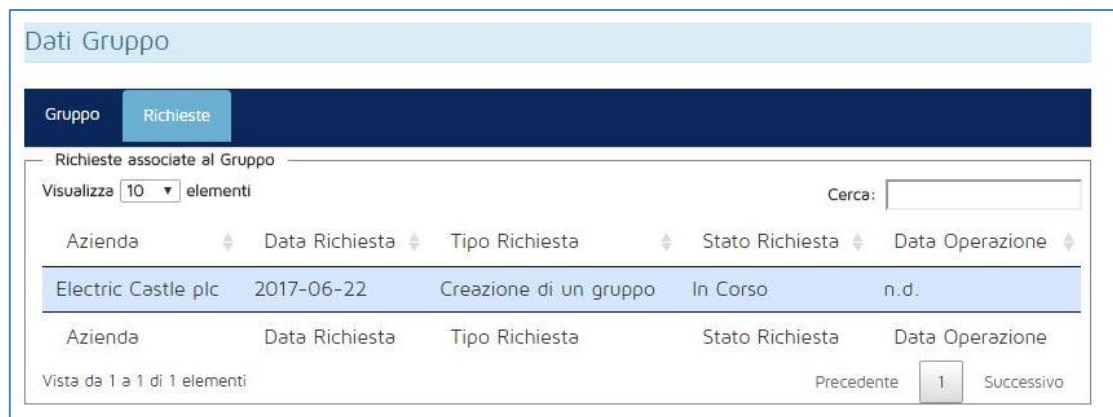 Dati Gruppo
Gruppo Richieste
Richieste associate al Gruppo
Visualizza 10 elementi Cerca:
Azienda Data Richiesta Tipo Richiesta Stato Richiesta Data Operazione
Electric Castle plc 2017-06-22 Creazione di un gruppo In Corso n.d.
Azienda Data Richiesta Tipo Richiesta Stato Richiesta Data Operazione
Vista da 1 a 1 di 1 elementi Precedente 1 Successivo